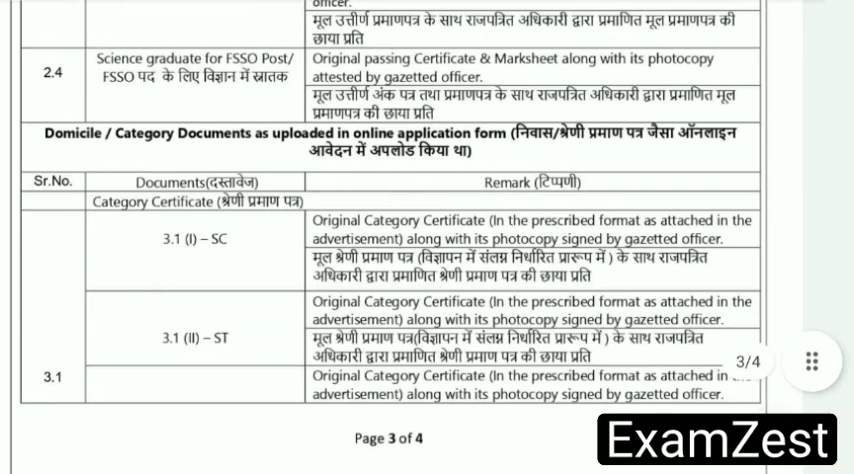 officer.
मूल उत्तीर्ण प्रमाणपत्र के साथ राजपत्रित अधिकारी द्वारा प्रमाणित मूल प्रमाणपत्र की
छाया प्रति
2.4
Science graduate for FSSO Post/
FSSO पद के लिए विज्ञान में स्नातक
Original passing Certificate & Marksheet along with its photocopy
attested by gazetted officer.
मूल उत्तीर्ण अंक पत्र तथा प्रमाणपत्र के साथ राजपत्रित अधिकारी द्वारा प्रमाणित मूल
प्रमाणपत्र की छाया प्रति
Domicile / Category Documents as uploaded in online application form (निवास/श्रेणी प्रमाण पत्र जैसा ऑनलाइन
आवेदन में अपलोड किया था)
Sr.No.
Documents(दस्तावेज)
Remark (टिप्पणी)
Category Certificate (श्रेणी प्रमाण पत्र)
3.1 (I) – SC
Original Category Certificate (In the prescribed format as attached in the
advertisement) along with its photocopy signed by gazetted officer.
मूल श्रेणी प्रमाण पत्र (विज्ञापन में संलग्न निर्धारित प्रारूप में ) के साथ राजपत्रित
अधिकारी द्वारा प्रमाणित श्रेणी प्रमाण पत्र की छाया प्रति
3.1 (II) – ST
Original Category Certificate (In the prescribed format as attached in the
advertisement) along with its photocopy signed by gazetted officer.
मूल श्रेणी प्रमाण पत्र(विज्ञापन में संलग्न निर्धारित प्रारूप में ) के साथ राजपत्रित
अधिकारी द्वारा प्रमाणित श्रेणी प्रमाण पत्र की छाया प्रति
3/4
3.1
Original Category Certificate (In the prescribed format as attached in
advertisement) along with its photocopy signed by gazetted officer.
Page 3 of 4
ExamZest